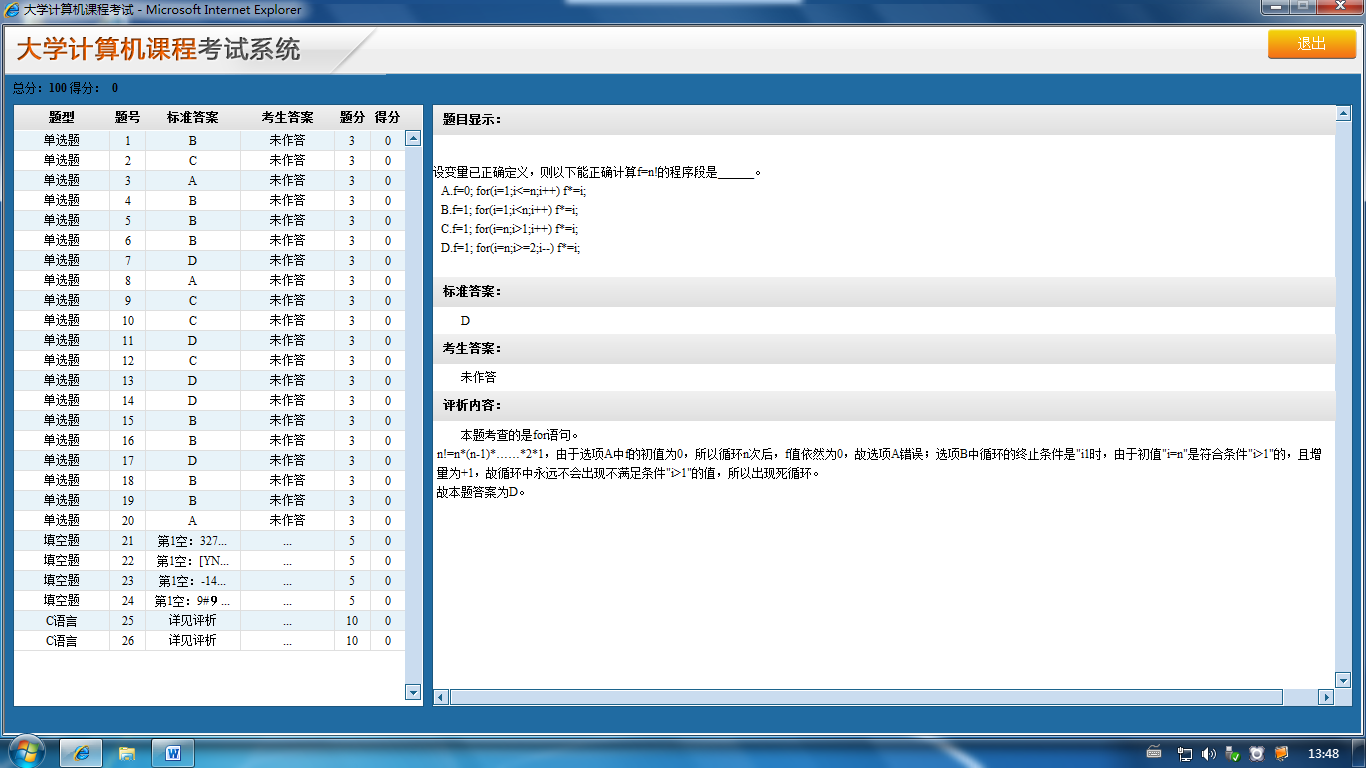 大学计算机课程考试 - Microsoft Internet Explorer
大学计算机课程考试系统
退出
总分：100 得分： 0
题型 题号 标准答案 考生答案 题分 得分
单选题 1 B 未作答 3 0
单选题 2 C 未作答 3 0
单选题 3 A 未作答 3 0
单选题 4 B 未作答 3 0
单选题 5 B 未作答 3 0
单选题 6 B 未作答 3 0
单选题 7 D 未作答 3 0
单选题 8 A 未作答 3 0
单选题 9 C 未作答 3 0
单选题 10 C 未作答 3 0
单选题 11 D 未作答 3 0
单选题 12 C 未作答 3 0
单选题 13 D 未作答 3 0
单选题 14 D 未作答 3 0
单选题 15 B 未作答 3 0
单选题 16 B 未作答 3 0
单选题 17 D 未作答 3 0
单选题 18 B 未作答 3 0
单选题 19 B 未作答 3 0
单选题 20 A 未作答 3 0
填空题 21 第1空：327... ... 5 0
填空题 22 第1空：[YN... ... 5 0
填空题 23 第1空：-14... ... 5 0
填空题 24 第1空：9#9 ... ... 5 0
C语言 25 详见评析 ... 10 0
C语言 26 详见评析 ... 10 0
题目显示：
设变量已正确定义，则以下能正确计算f=n!的程序段是______。
A.f=0; for(i=1;i<=n;i++) f*=i;
B.f=1; for(i=1;i<n;i++) f*=i;
C.f=1; for(i=n;i>1;i++) f*=i;
D.f=1; for(i=n;i>=2;i--) f*=i;
标准答案：
D
考生答案：
未作答
评析内容：
本题考查的是for语句。
n!=n*(n-1)*……*2*1，由于选项A中f的初值为0，所以循环n次后，f值依然为0，故选项A错误；选项B中循环的终止条件是"i1时，由于初值"i=n"是符合条件"i>1"的，且增
量为+1，故循环中永远不会出现不满足条件"i>1"的值，所以出现死循环。
故本题答案为D。
13:48